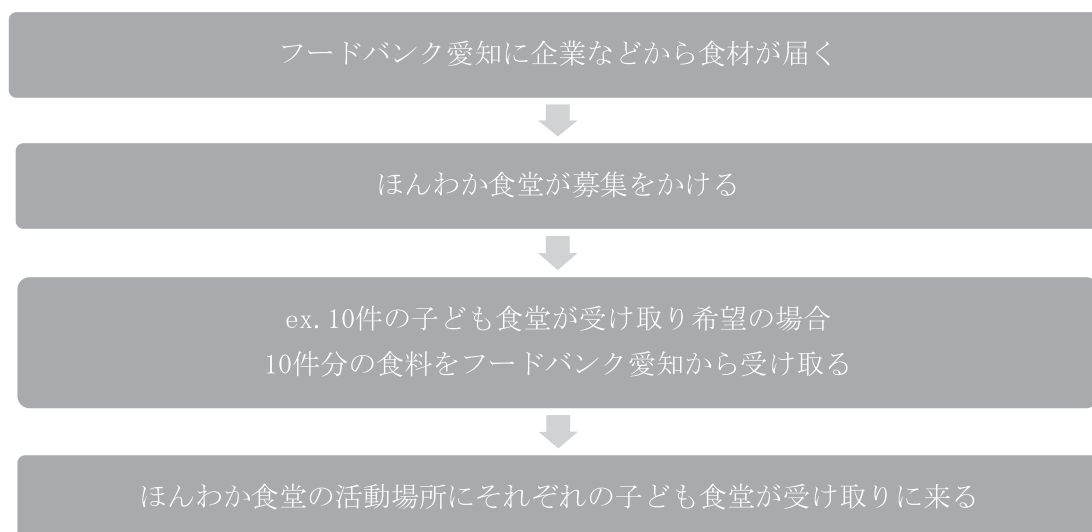 フードバンク愛知に企業などから食材が届く
ほんわか食堂が募集をかける
ex.10件の子ども食堂が受け取り希望の場合
10件分の食料をフードバンク愛知から受け取る
ほんわか食堂の活動場所にそれぞれの子ども食堂が受け取りに来る